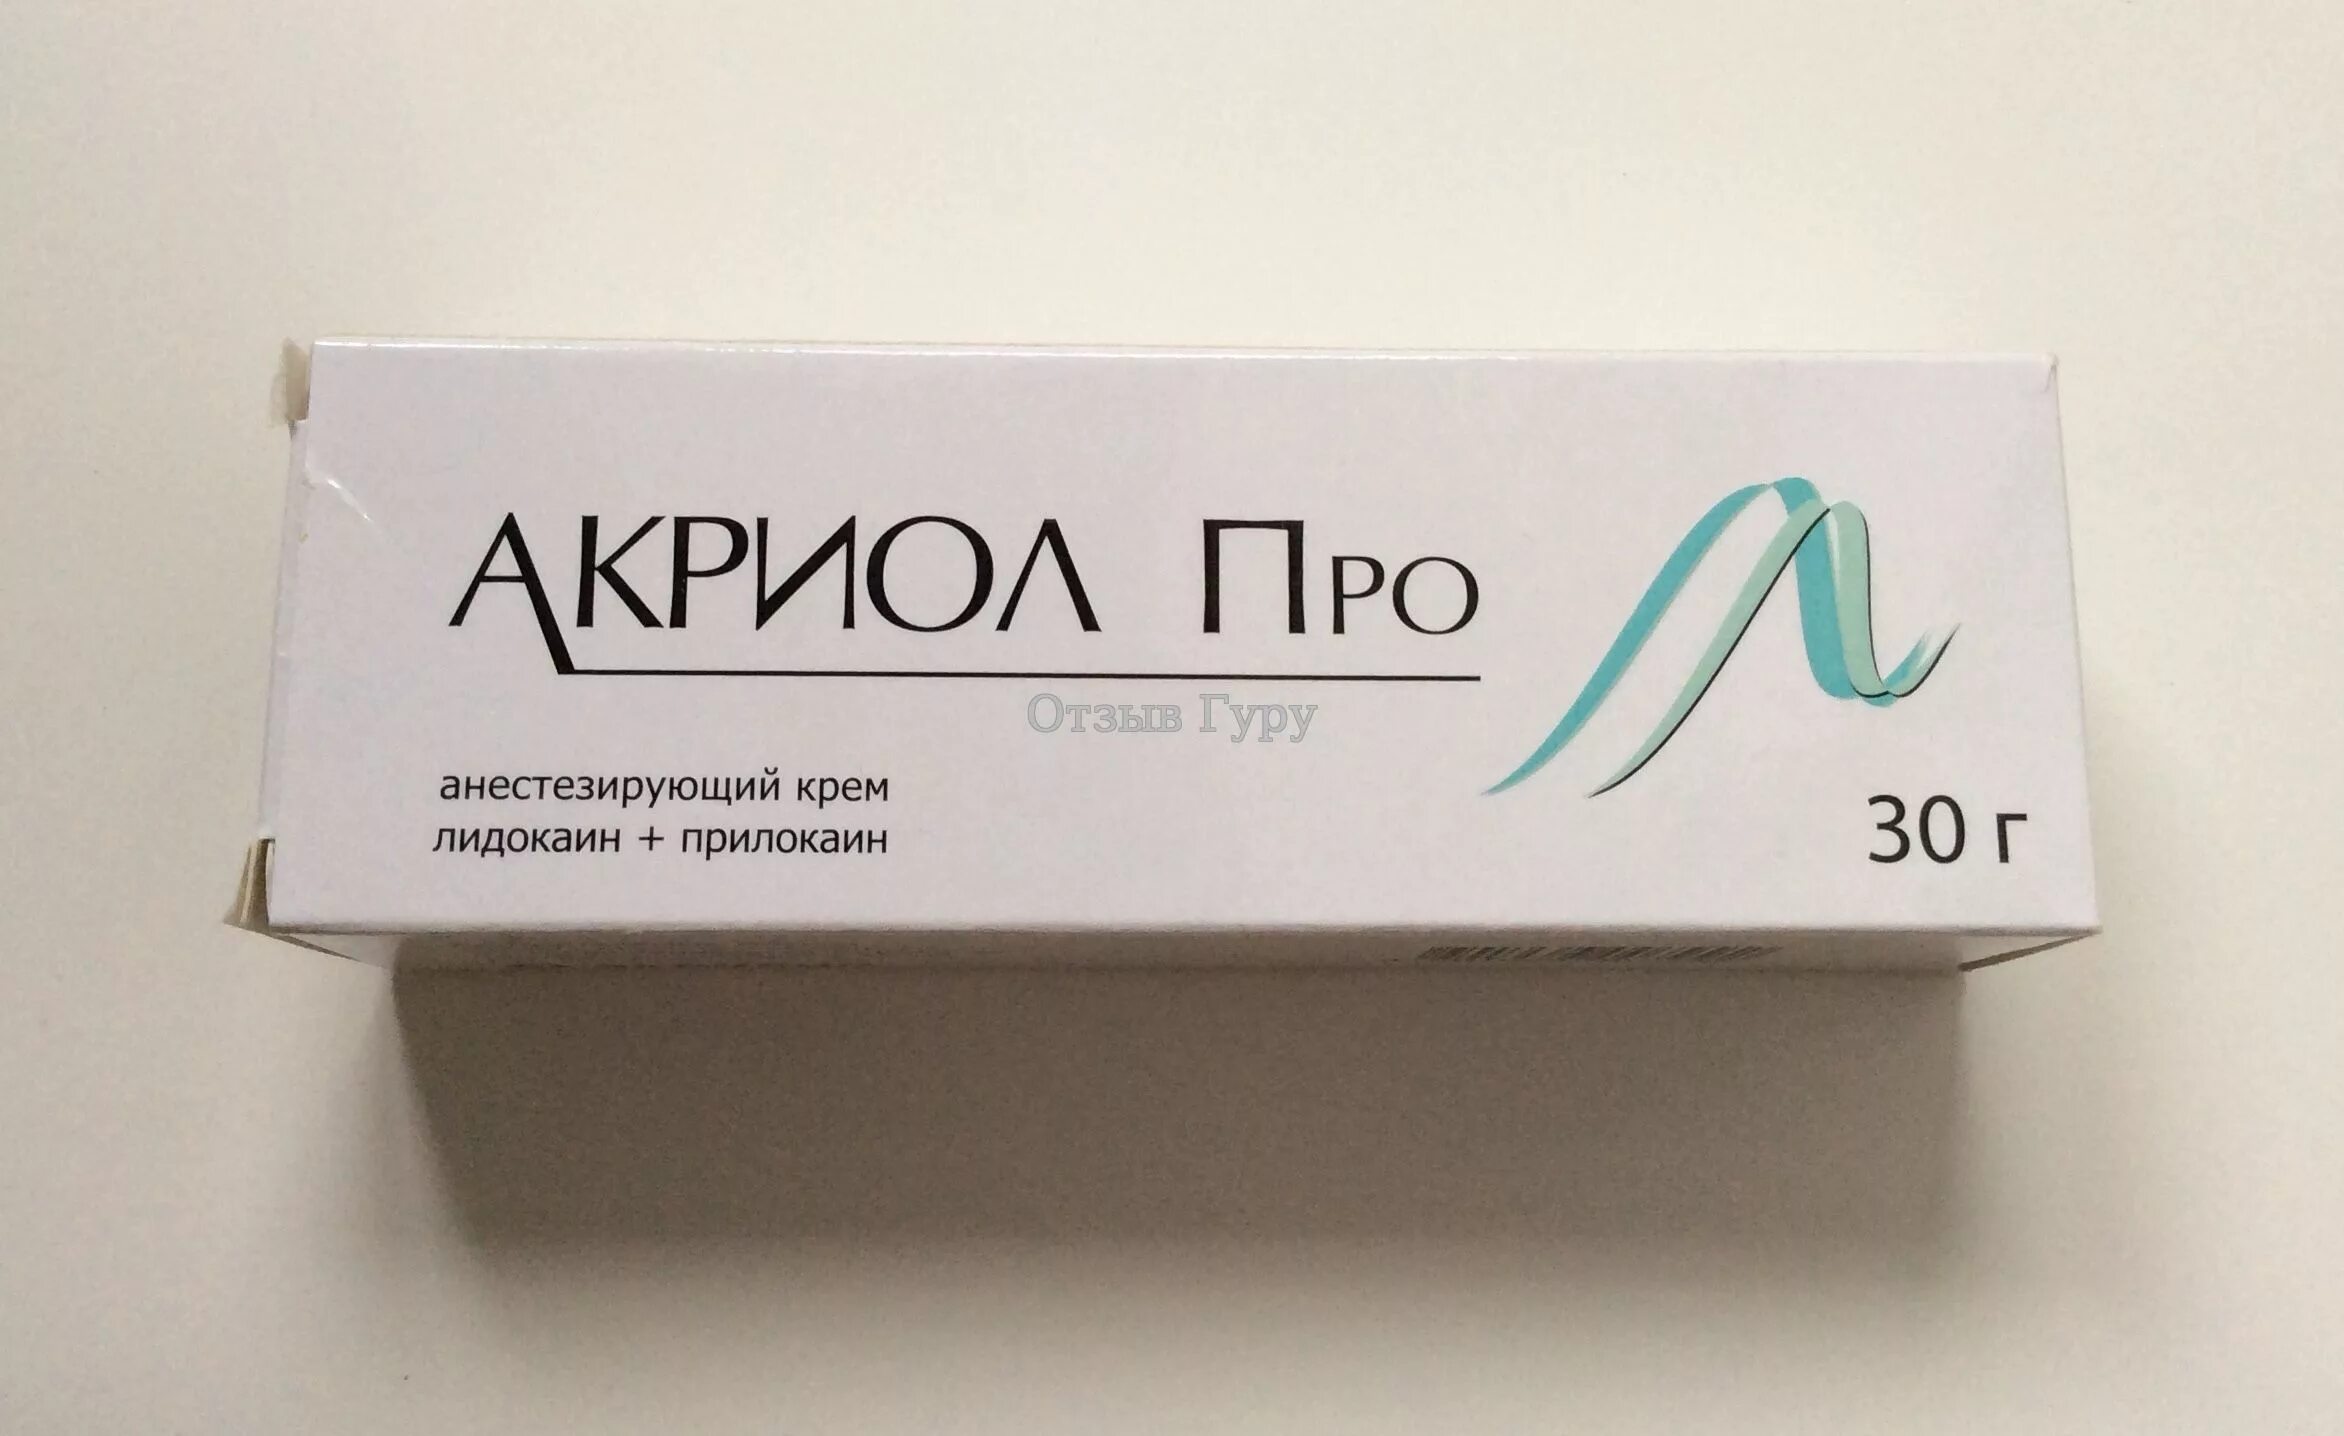 АКРИОЛ ПРО
Отзыв Гуру
анестезирующий крем
лидокаин + прилокаин
30 г